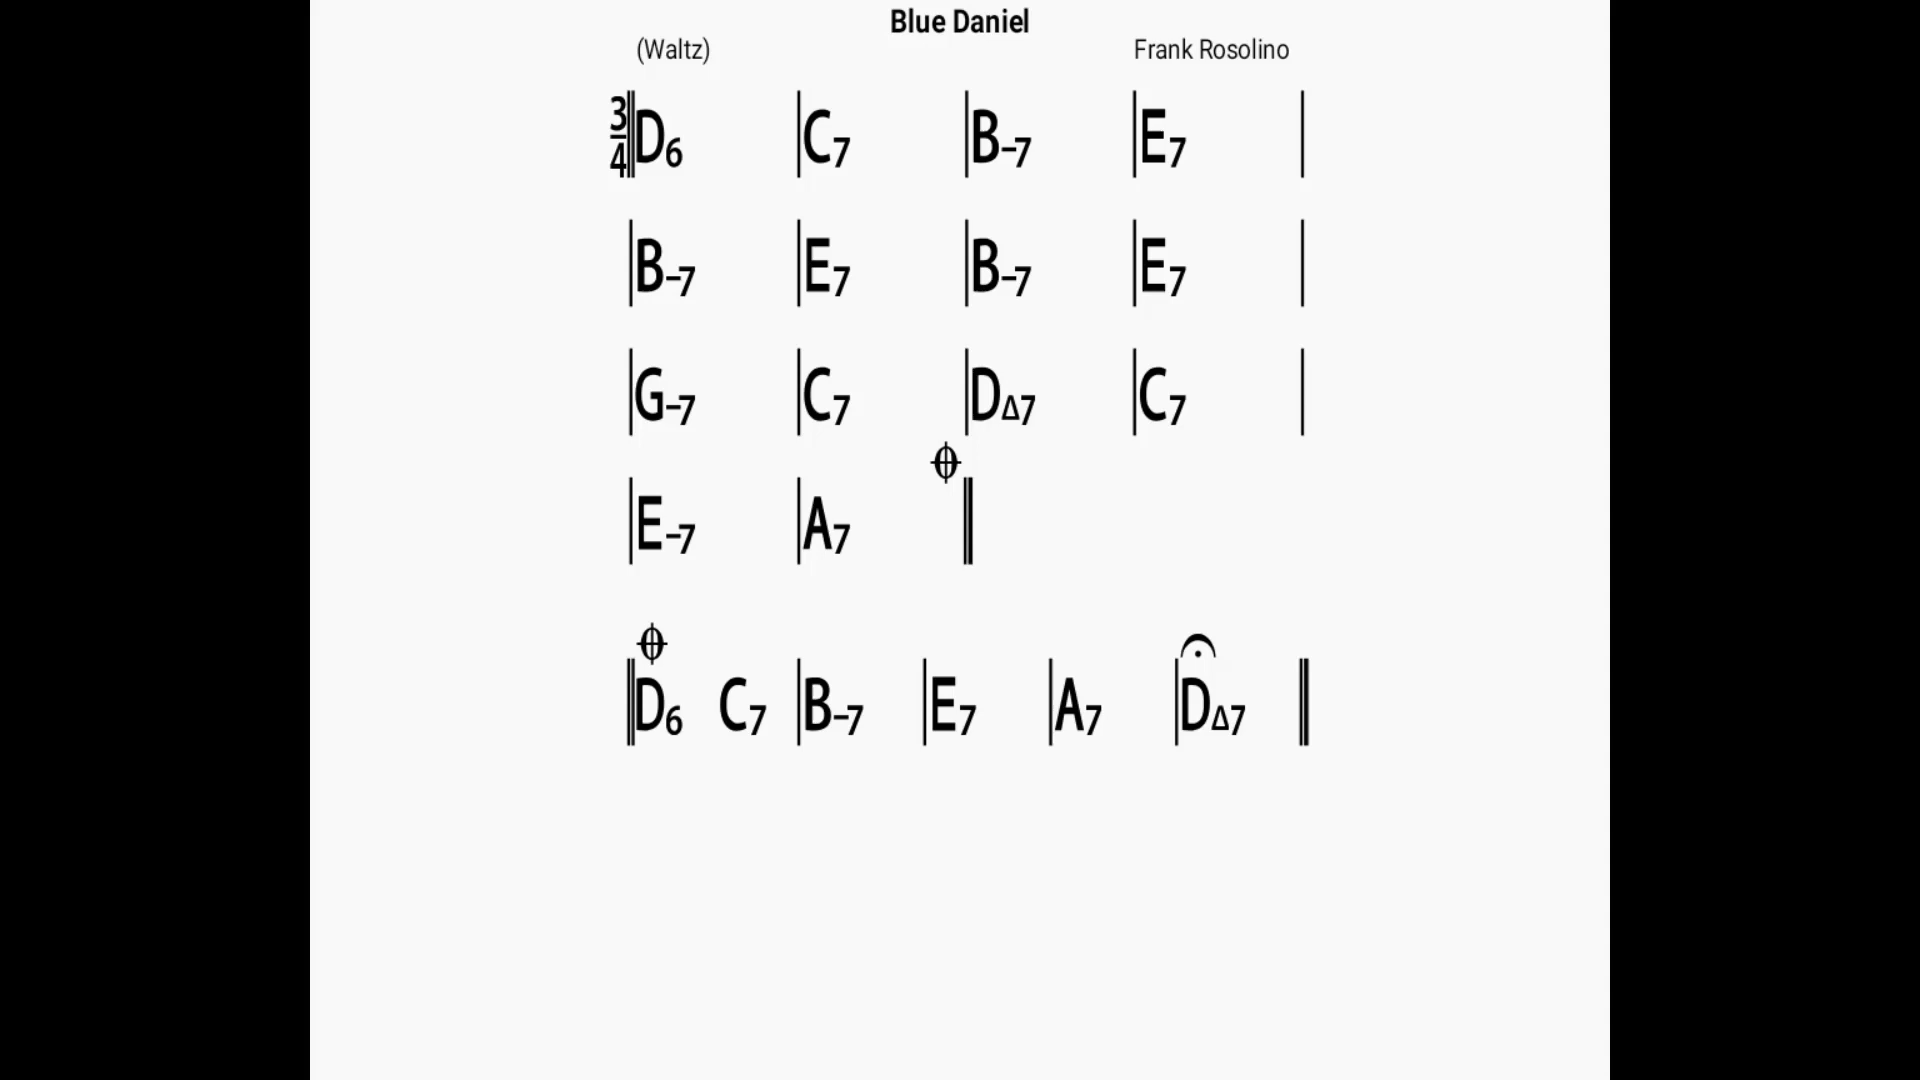 Blue Daniel
(Waltz) Frank Rosolino
3/4 D6 | C7 | B–7 | E7 |
| B–7 | E7 | B–7 | E7 |
| G–7 | C7 | DΔ7 | C7 |
| E–7 | A7 ‖
D6 C7 | B–7 | E7 | A7 | DΔ7 ‖